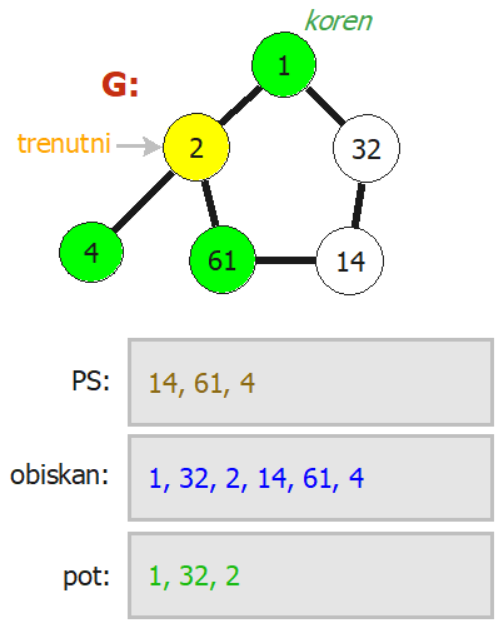 koren
1
G:
trenutni
2
32
4
61
14
PS:
14, 61, 4
obiskan:
1, 32, 2, 14, 61, 4
pot:
1, 32, 2